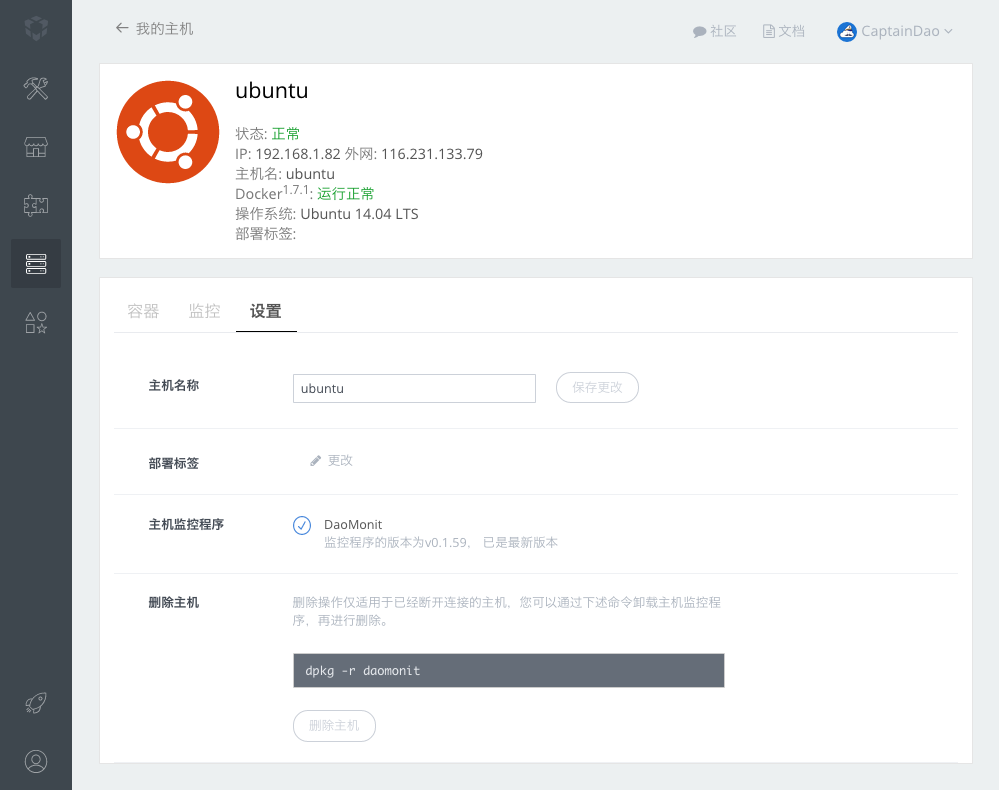 ← 我的主机
社区 文档 CaptainDao
ubuntu
状态: 正常
IP: 192.168.1.82 外网: 116.231.133.79
主机名: ubuntu
Docker1.7.1: 运行正常
操作系统: Ubuntu 14.04 LTS
部署标签:
容器 监控 设置
主机名称 ubuntu 保存更改
部署标签 更改
主机监控程序 DaoMonit
监控程序的版本为v0.1.59， 已是最新版本
删除主机 删除操作仅适用于已经断开连接的主机，您可以通过下述命令卸载主机监控程
序，再进行删除。
dpkg -r daomonit
删除主机